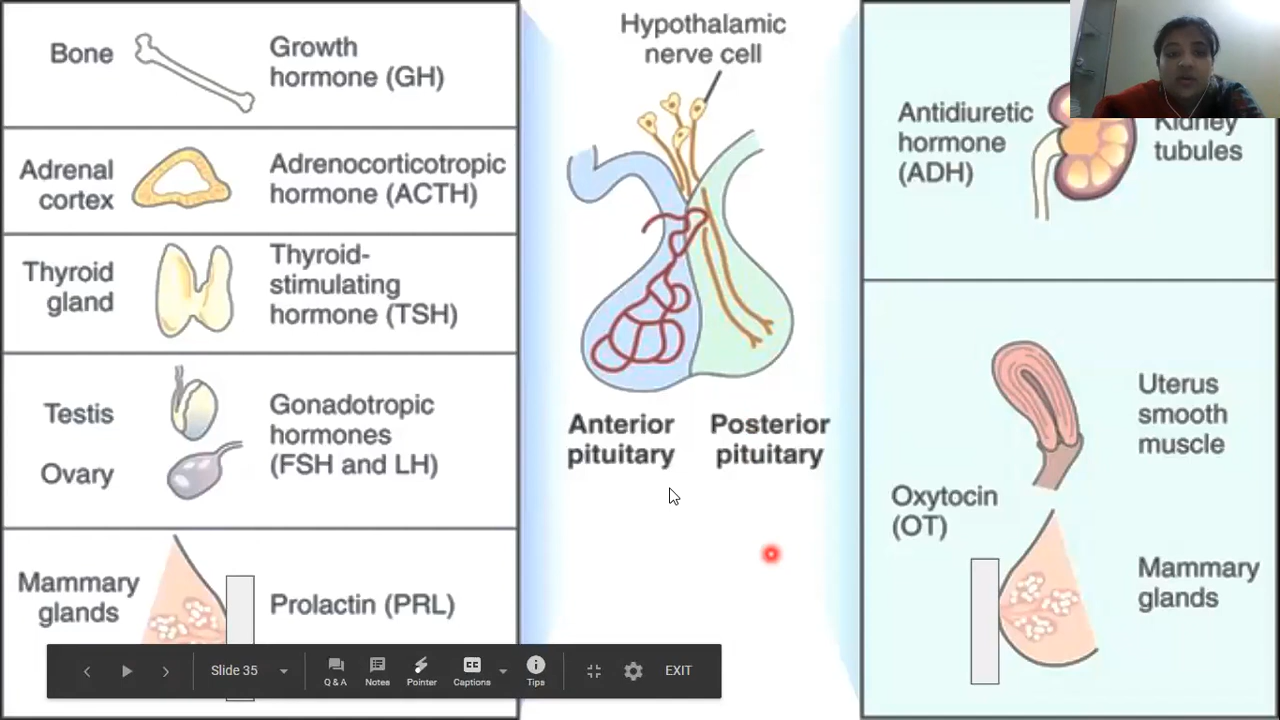 Bone
Growth
hormone (GH)
Adrenal
cortex
Adrenocorticotropic
hormone (ACTH)
Thyroid
gland
Thyroid-
stimulating
hormone (TSH)
Testis
Ovary
Gonadotropic
hormones
(FSH and LH)
Mammary
glands
Prolactin (PRL)
Hypothalamic
nerve cell
Anterior
pituitary
Posterior
pituitary
Antidiuretic
hormone
(ADH)
Kidney
tubules
Oxytocin
(OT)
Uterus
smooth
muscle
Mammary
glands
Slide 35
Q & A
Notes
Pointer
CC
Captions
Tips
EXIT